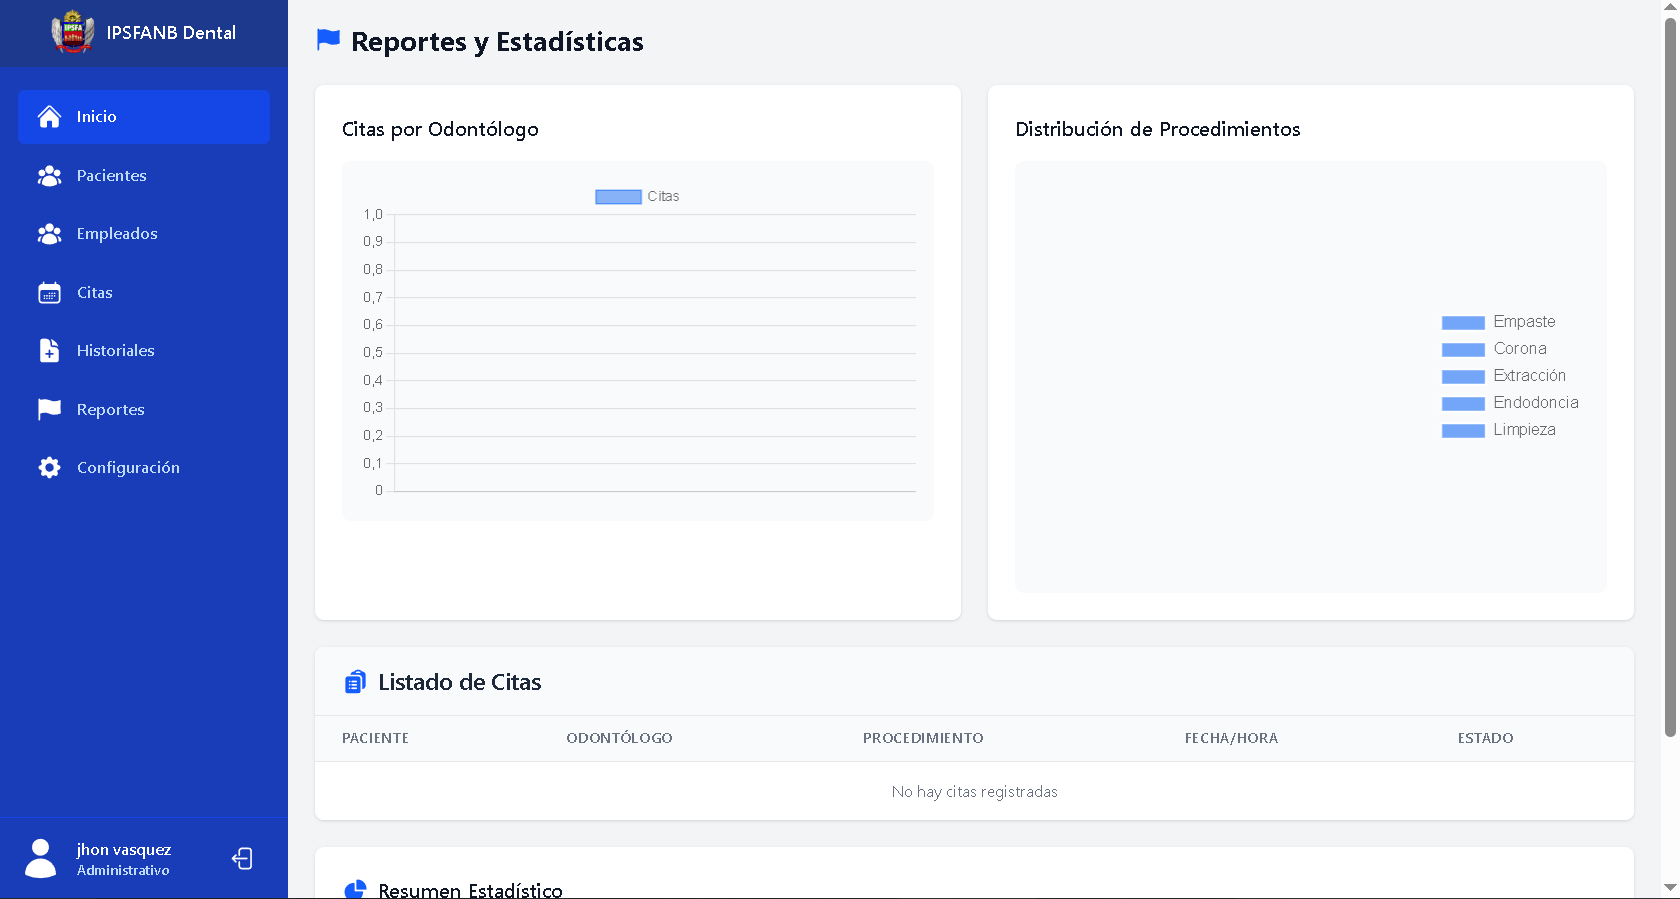 IPSFA
IPSFANB Dental
Inicio
Pacientes
Empleados
Citas
Historiales
Reportes
Configuración
jhon vasquez
Administrativo
Reportes y Estadísticas
Citas por Odontólogo
Citas
1,0
0,9
0,8
0,7
0,6
0,5
0,4
0,3
0,2
0,1
0
Distribución de Procedimientos
Empaste
Corona
Extracción
Endodoncia
Limpieza
Listado de Citas
PACIENTE ODONTÓLOGO PROCEDIMIENTO FECHA/HORA ESTADO
No hay citas registradas
Resumen Estadístico